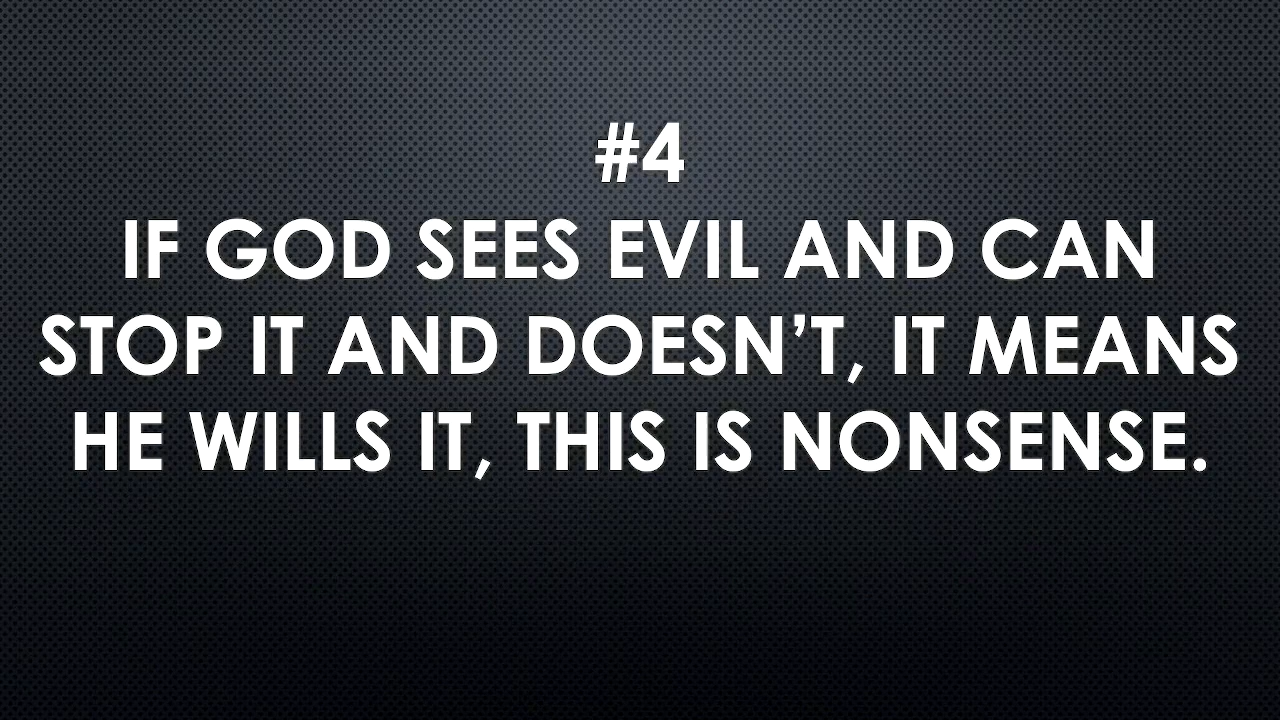 #4
IF GOD SEES EVIL AND CAN
STOP IT AND DOESN’T, IT MEANS
HE WILLS IT, THIS IS NONSENSE.